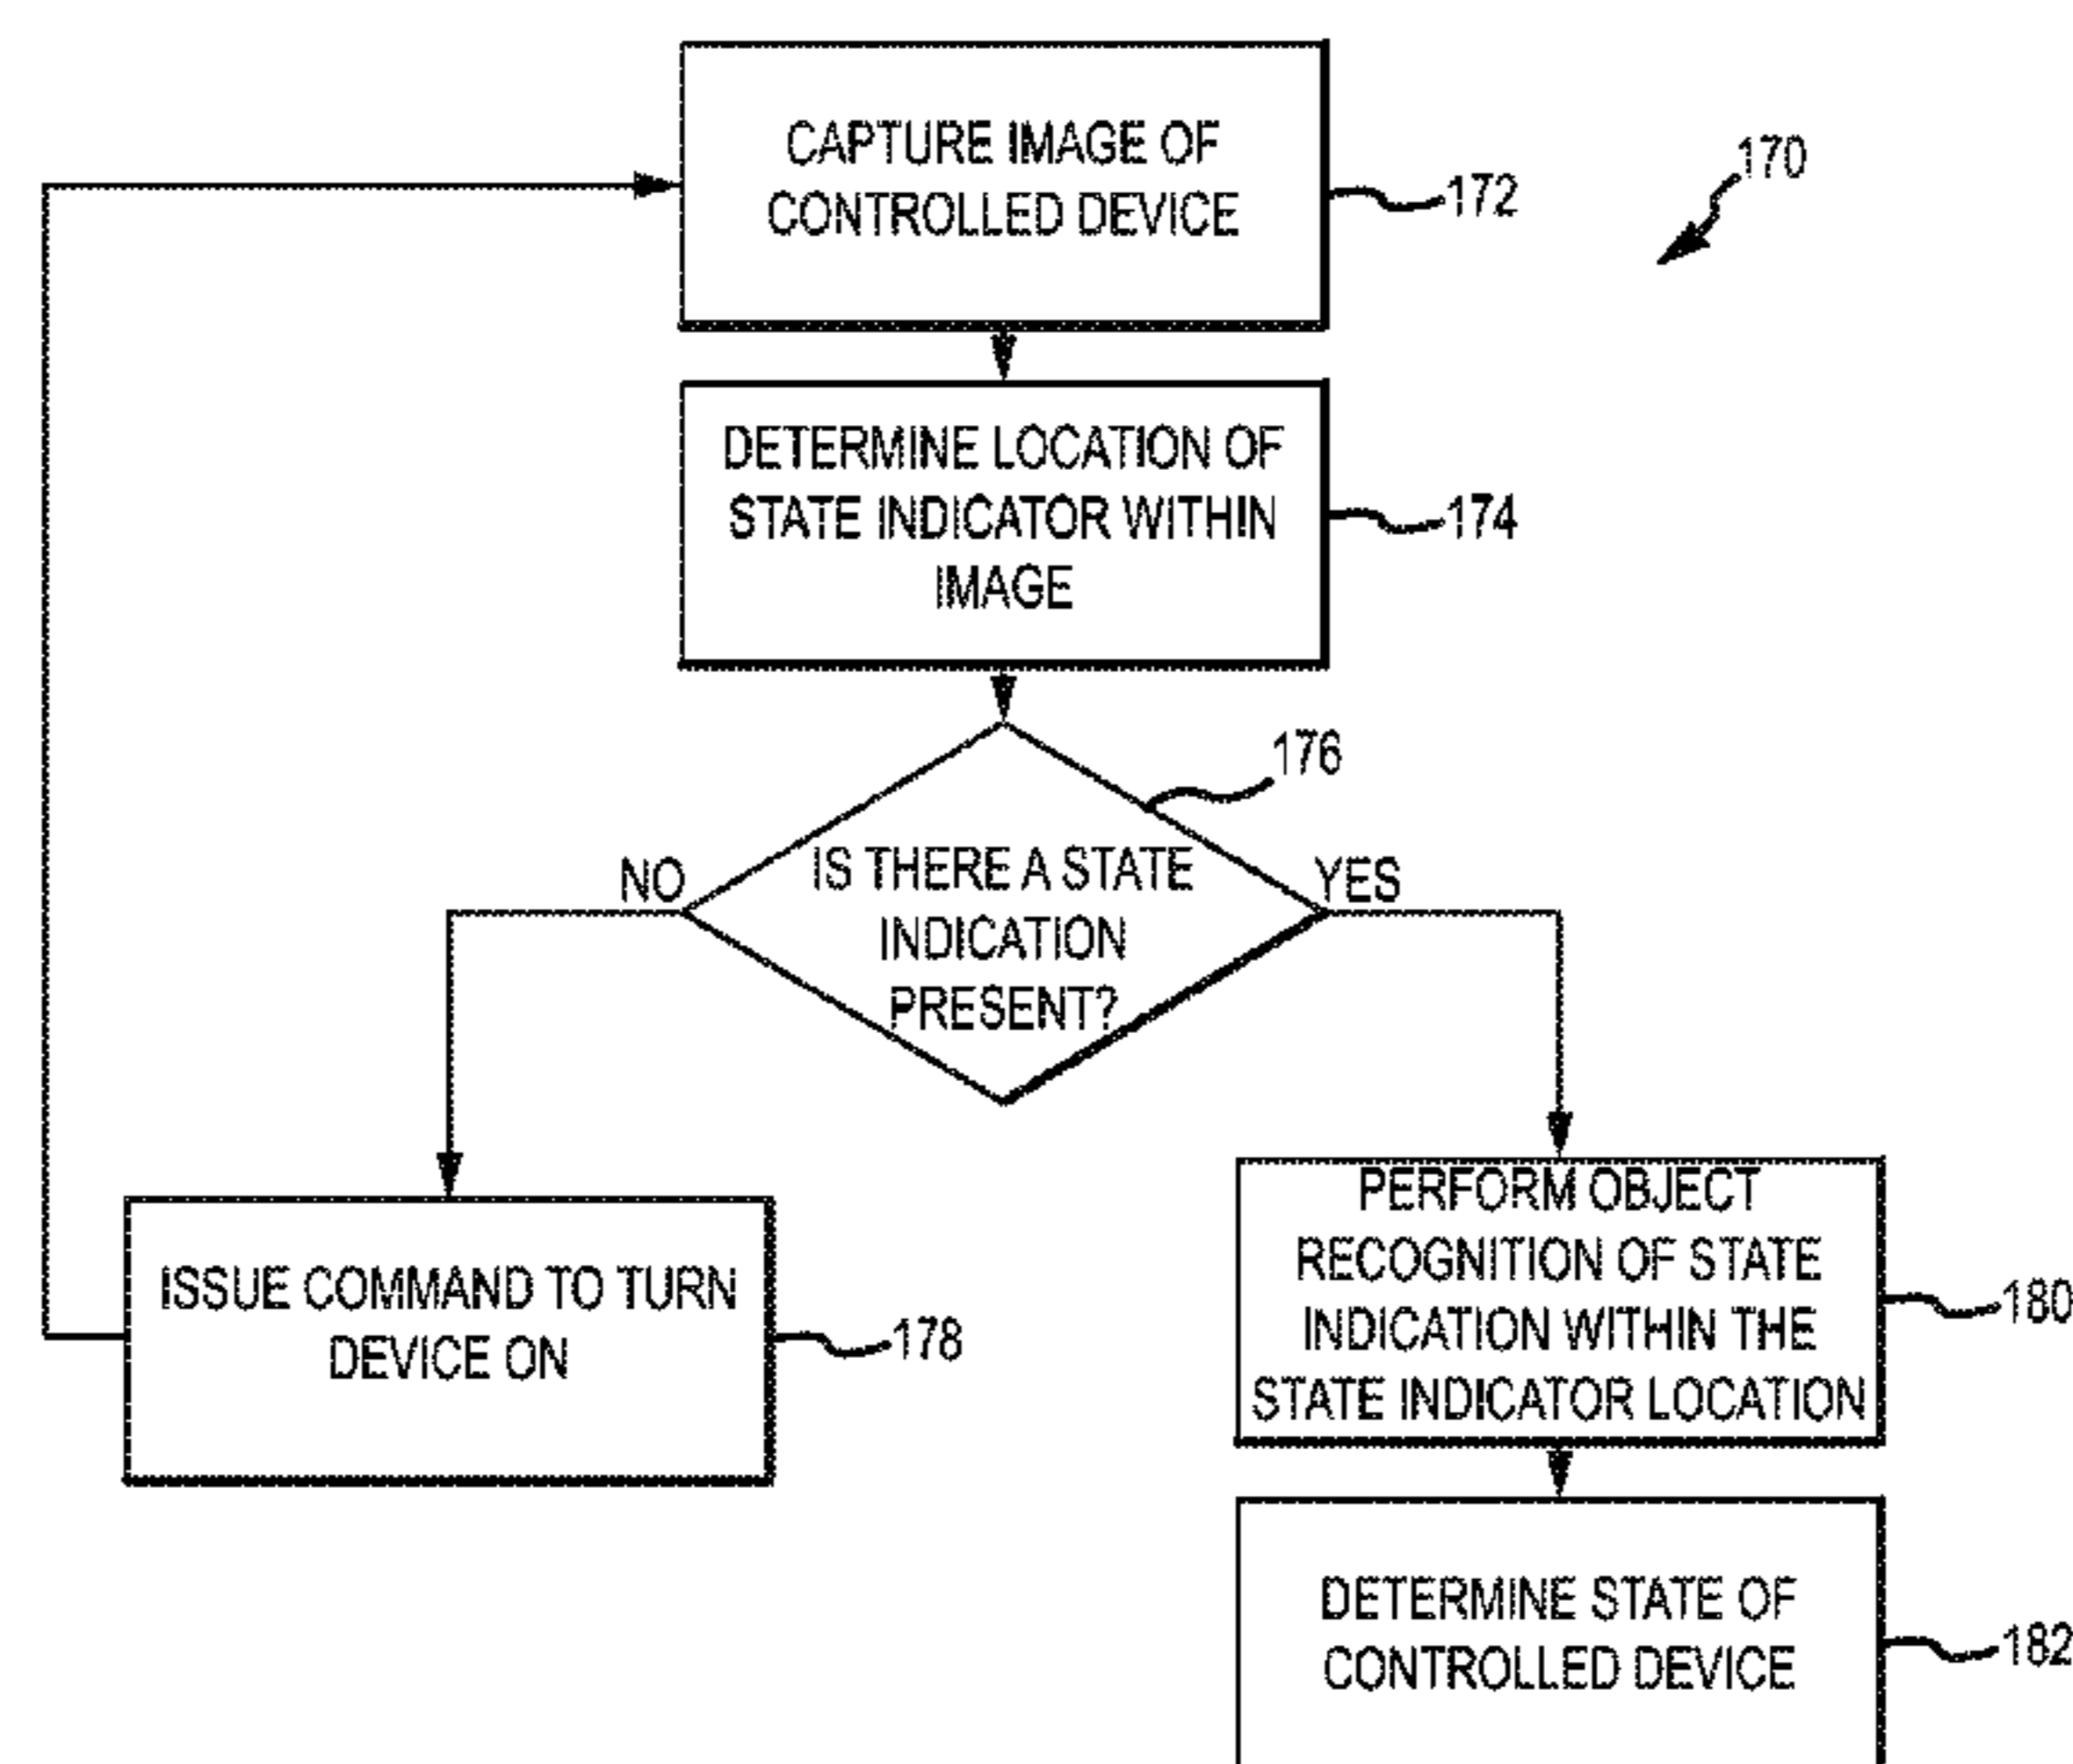 CAPTURE IMAGE OF
CONTROLLED DEVICE
172
170
DETERMINE LOCATION OF
STATE INDICATOR WITHIN
IMAGE
174
176
IS THERE A STATE
INDICATION
PRESENT?
NO
YES
ISSUE COMMAND TO TURN
DEVICE ON
178
PERFORM OBJECT
RECOGNITION OF STATE
INDICATION WITHIN THE
STATE INDICATOR LOCATION
180
DETERMINE STATE OF
CONTROLLED DEVICE
182